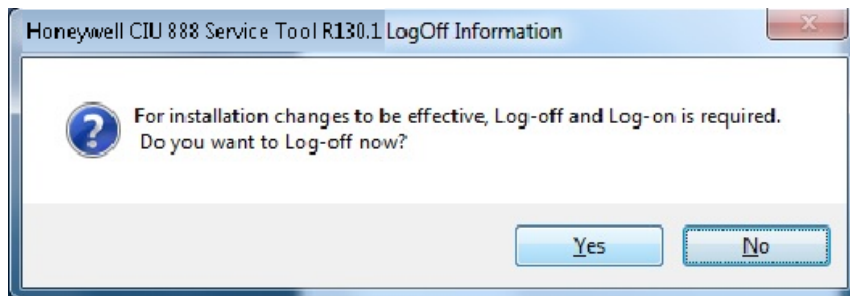 Honeywell CIU 888 Service Tool R130.1 LogOff Information
For installation changes to be effective, Log-off and Log-on is required.
Do you want to Log-off now?
Yes
No